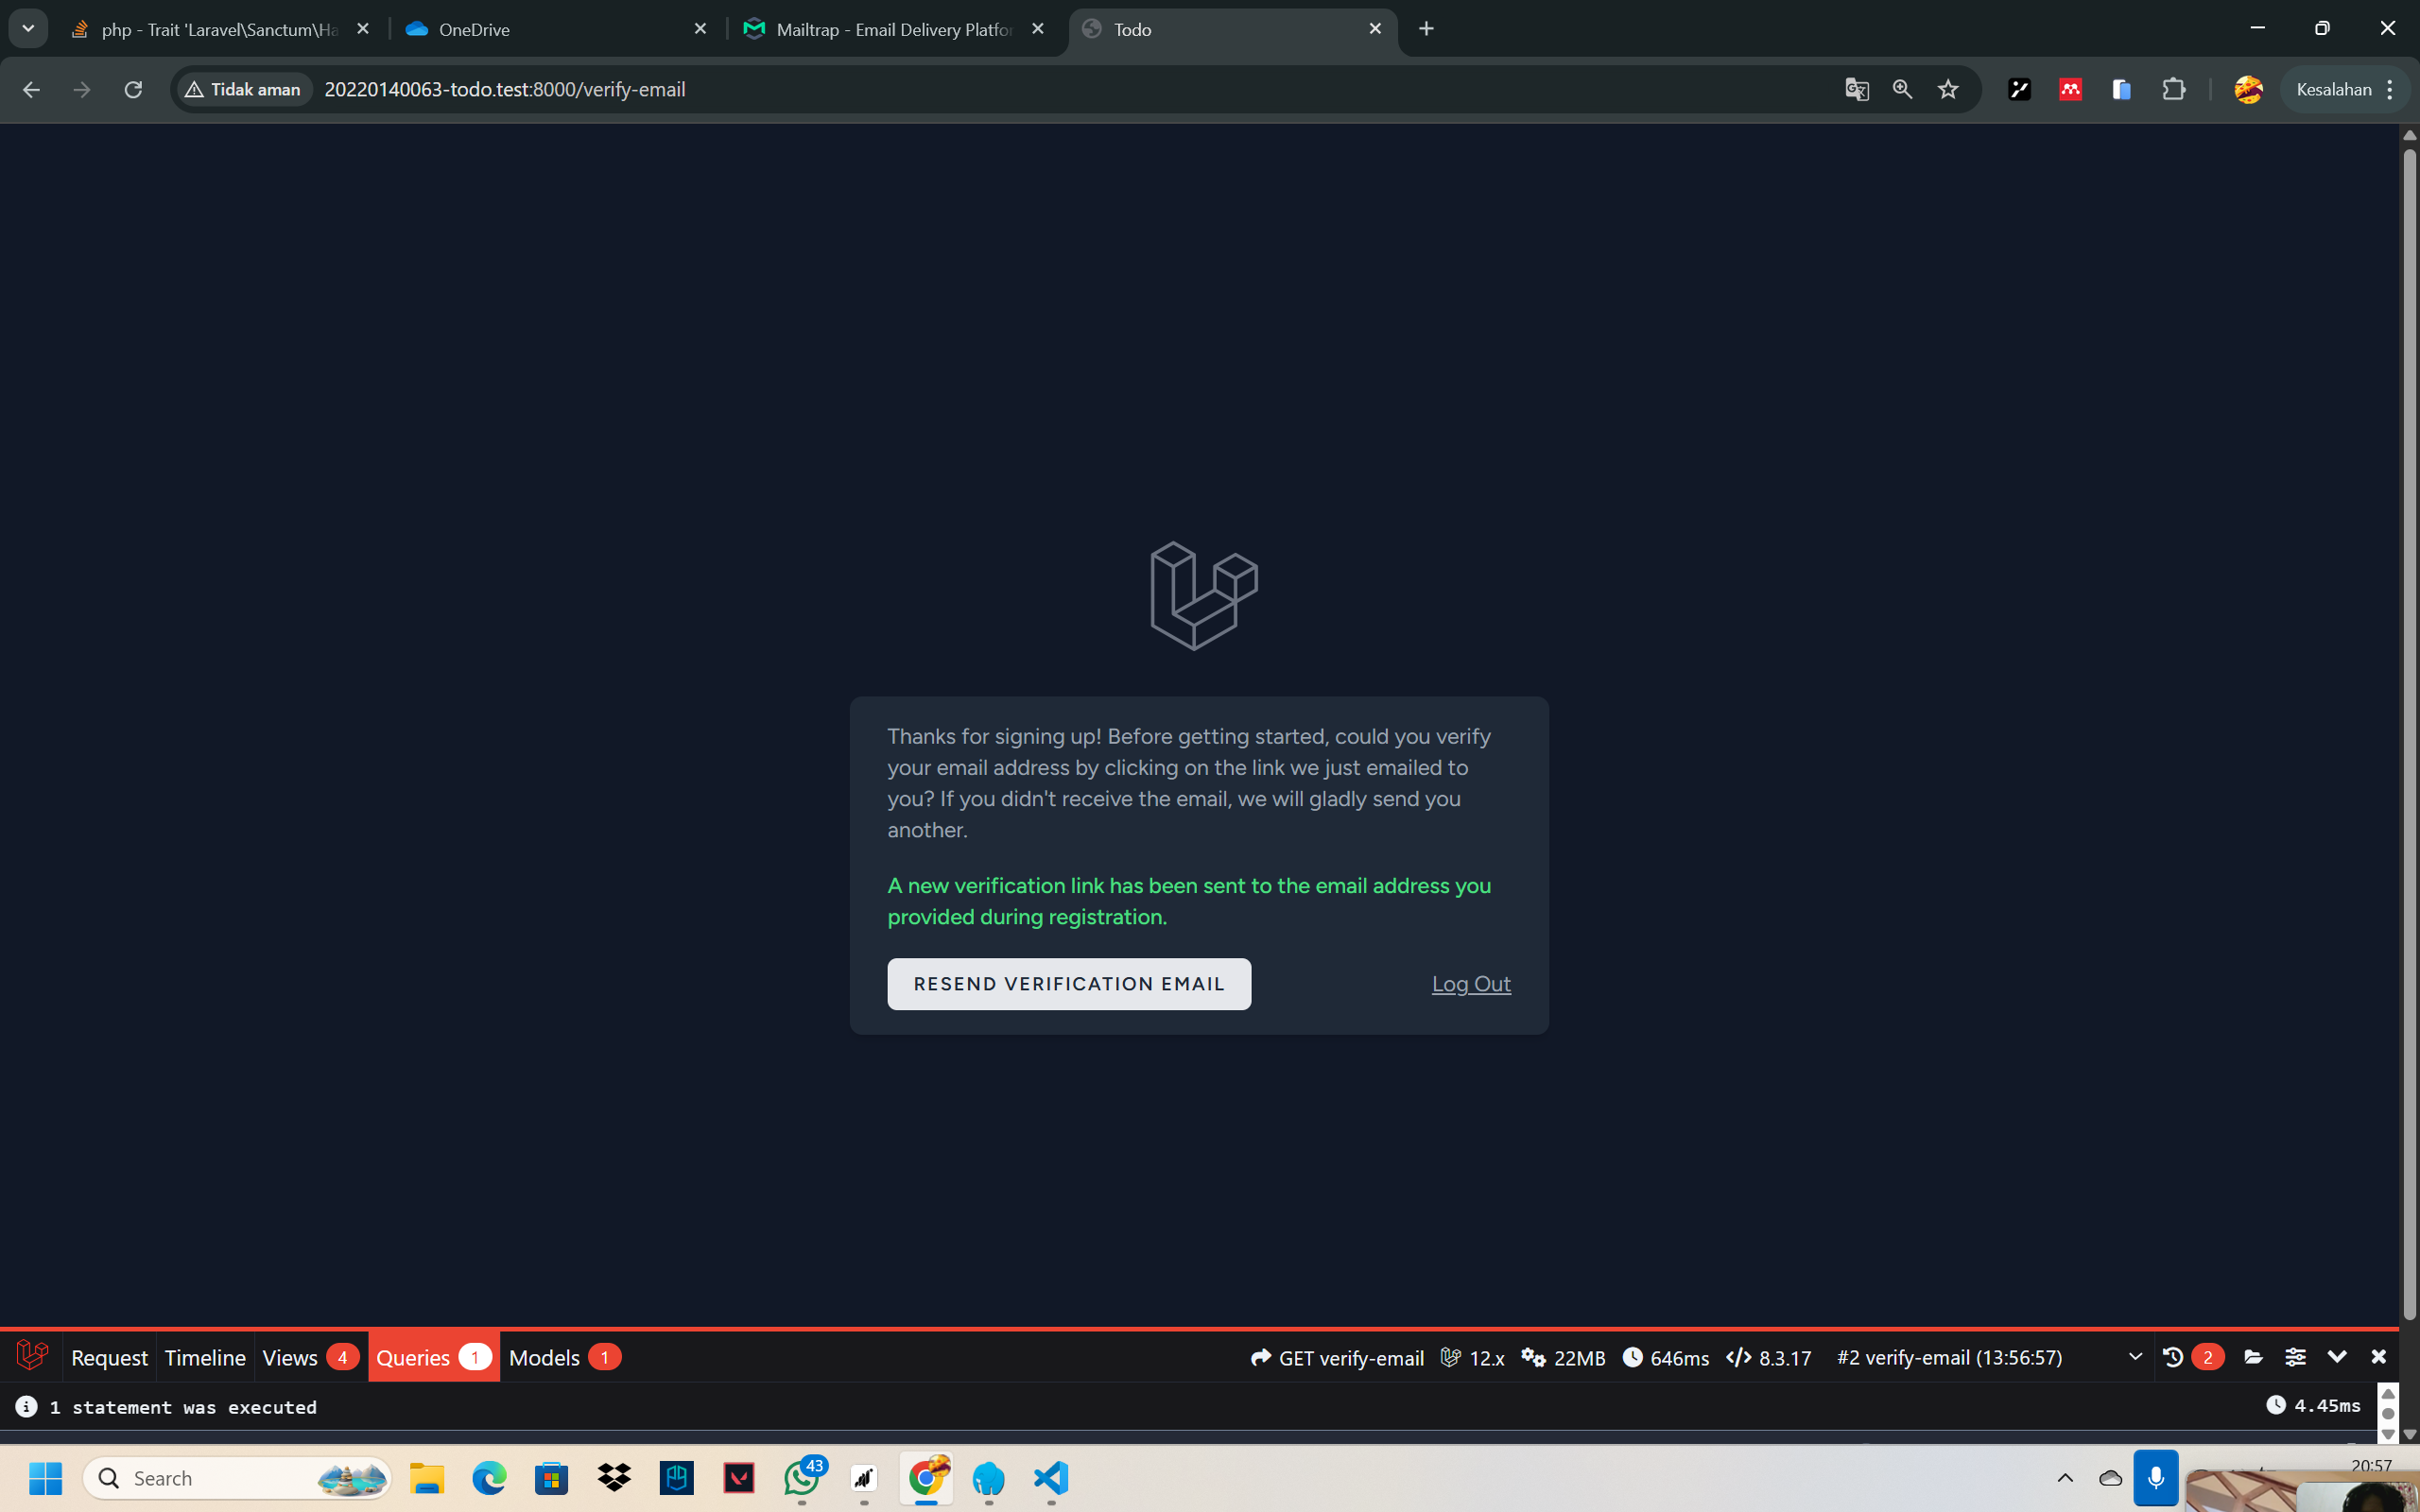 php - Trait 'Laravel\Sanctum\Ha
OneDrive
Mailtrap - Email Delivery Platfor
Todo
Tidak aman
20220140063-todo.test:8000/verify-email
Kesalahan
Thanks for signing up! Before getting started, could you verify
your email address by clicking on the link we just emailed to
you? If you didn't receive the email, we will gladly send you
another.
A new verification link has been sent to the email address you
provided during registration.
RESEND VERIFICATION EMAIL
Log Out
Request Timeline Views 4 Queries 1 Models 1 GET verify-email 12.x 22MB 646ms 8.3.17 #2 verify-email (13:56:57) 2
1 statement was executed 4.45ms
Search
43
20:57